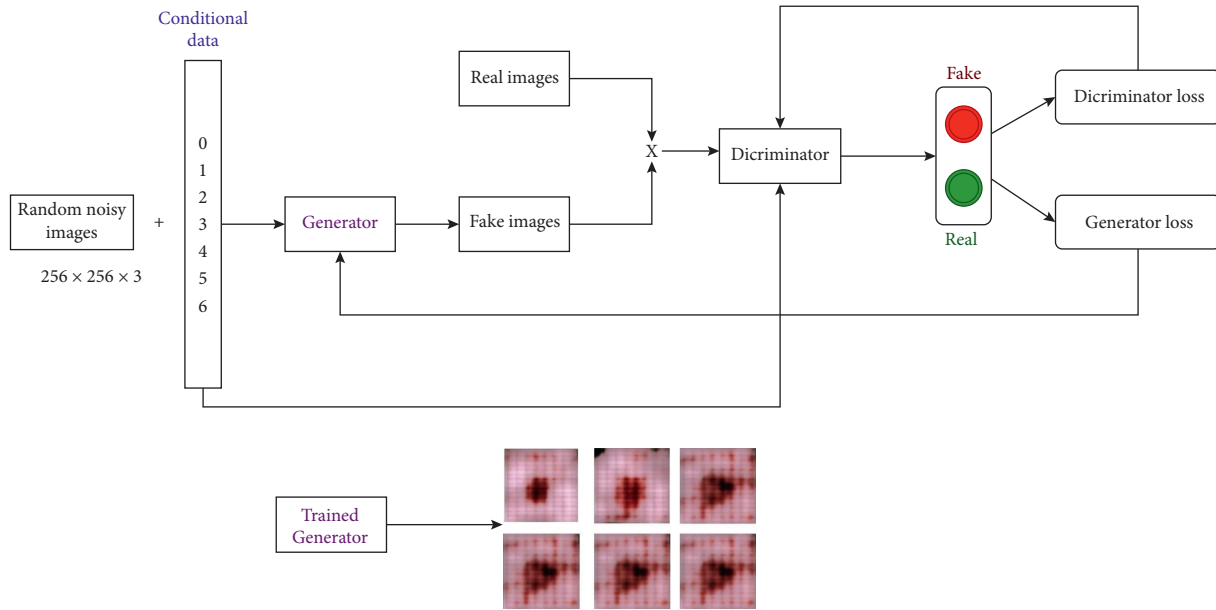 Conditional
data
0
1
2
3
4
5
6
Random noisy
images
+
256 × 256 × 3
Generator
Real images
Fake images
X
Dicriminator
Fake
Real
Dicriminator loss
Generator loss
Trained
Generator